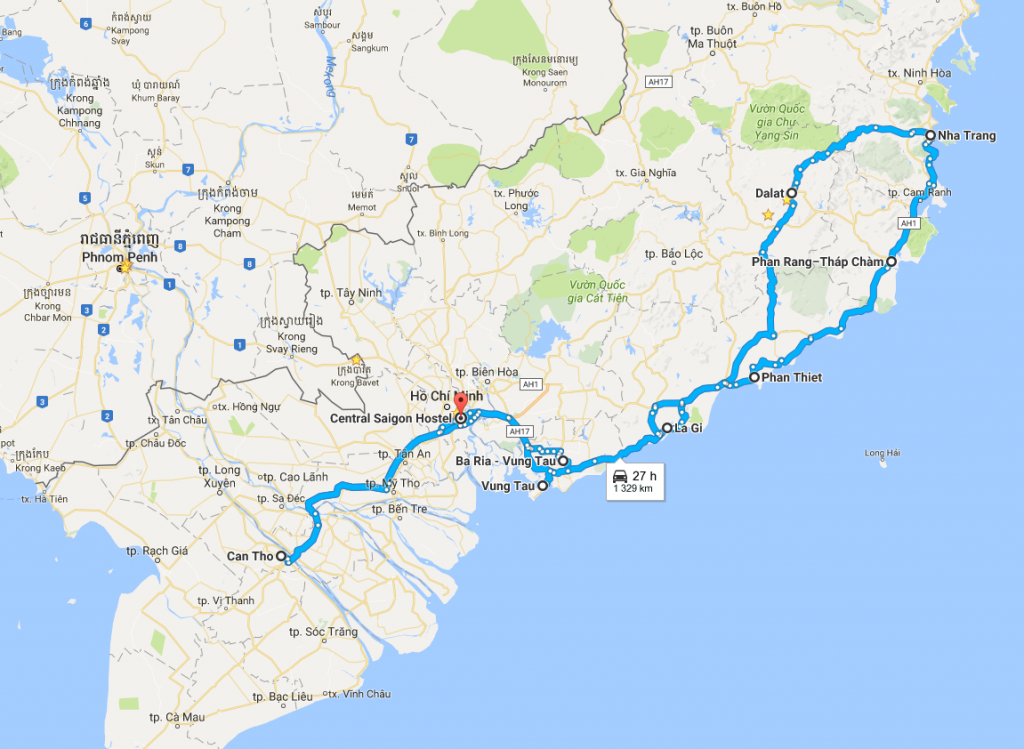 កំពង់ស្វាយ
Kampong
Svay
សំបូរ
Sambour
tx. Buôn Hồ
Bang
6
សង្គម
Sangkum
Mekong
ក្រុងសែនមនោរម្យ
Krong Saen
Monourom
tp. Buôn
Ma Thuột
AH17
tx. Ninh Hòa
ក្រុងកំពង់ឆ្នាំង
Krong
Kampong
Chhnang
ឃុំ បារាយណ៍
Khum Baray
Vườn Quốc
gia Chư
Yang Sin
7
Nha Trang
ស្គន់
Skun
7
ស្នួល
Snuol
tx. Gia Nghĩa
5
ក្រុងកំពង់ចាម
Krong
Kampong
Cham
មេមត់
Memot
tx. Phước
Long
Dalat
tp. Cam Ranh
AH1
រាជធានីភ្នំពេញ
Phnom Penh
8
tx. Bình Long
8
tp. Bảo Lộc
Phan Rang–Tháp Chàm
1
ក្រុងច្បារមន
Krong
Chbar Mon
3
2
tp. Tây Ninh
Vườn Quốc
gia Cát Tiên
ក្រុងស្វាយរៀង
Krong
Svay Rieng
1
ក្រុងបាវិត
Krong Bavet
tp. Biên Hòa
AH1
Phan Thiet
3
2
Hồ Chí Minh
Central Saigon Hostel
tx. Hồng Ngự
tx. Tân Châu
AH17
La Gi
tp. Châu Đốc
pot
ក្រុងកែប
Krong Kaeb
tp. Tân An
Ba Ria - Vung Tau
Long Hải
tp. Long
Xuyên
tp. Cao Lãnh
27 h
1 329 km
tx. Hà Tiên
tp. Mỹ Tho
Vung Tau
tp. Sa Đéc
tp. Bến Tre
tp. Rạch Giá
Can Tho
tp. Vị Thanh
tp. Sóc Trăng
tp. Bạc Liêu
tx. Vĩnh Châu
tp. Cà Mau